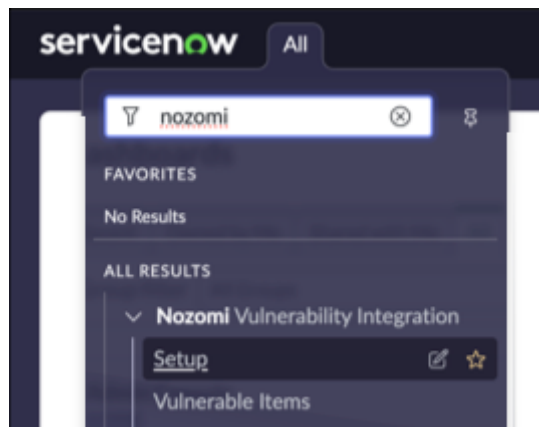 servicenow All
nozomi
FAVORITES
No Results
ALL RESULTS
Nozomi Vulnerability Integration
Setup
Vulnerable Items